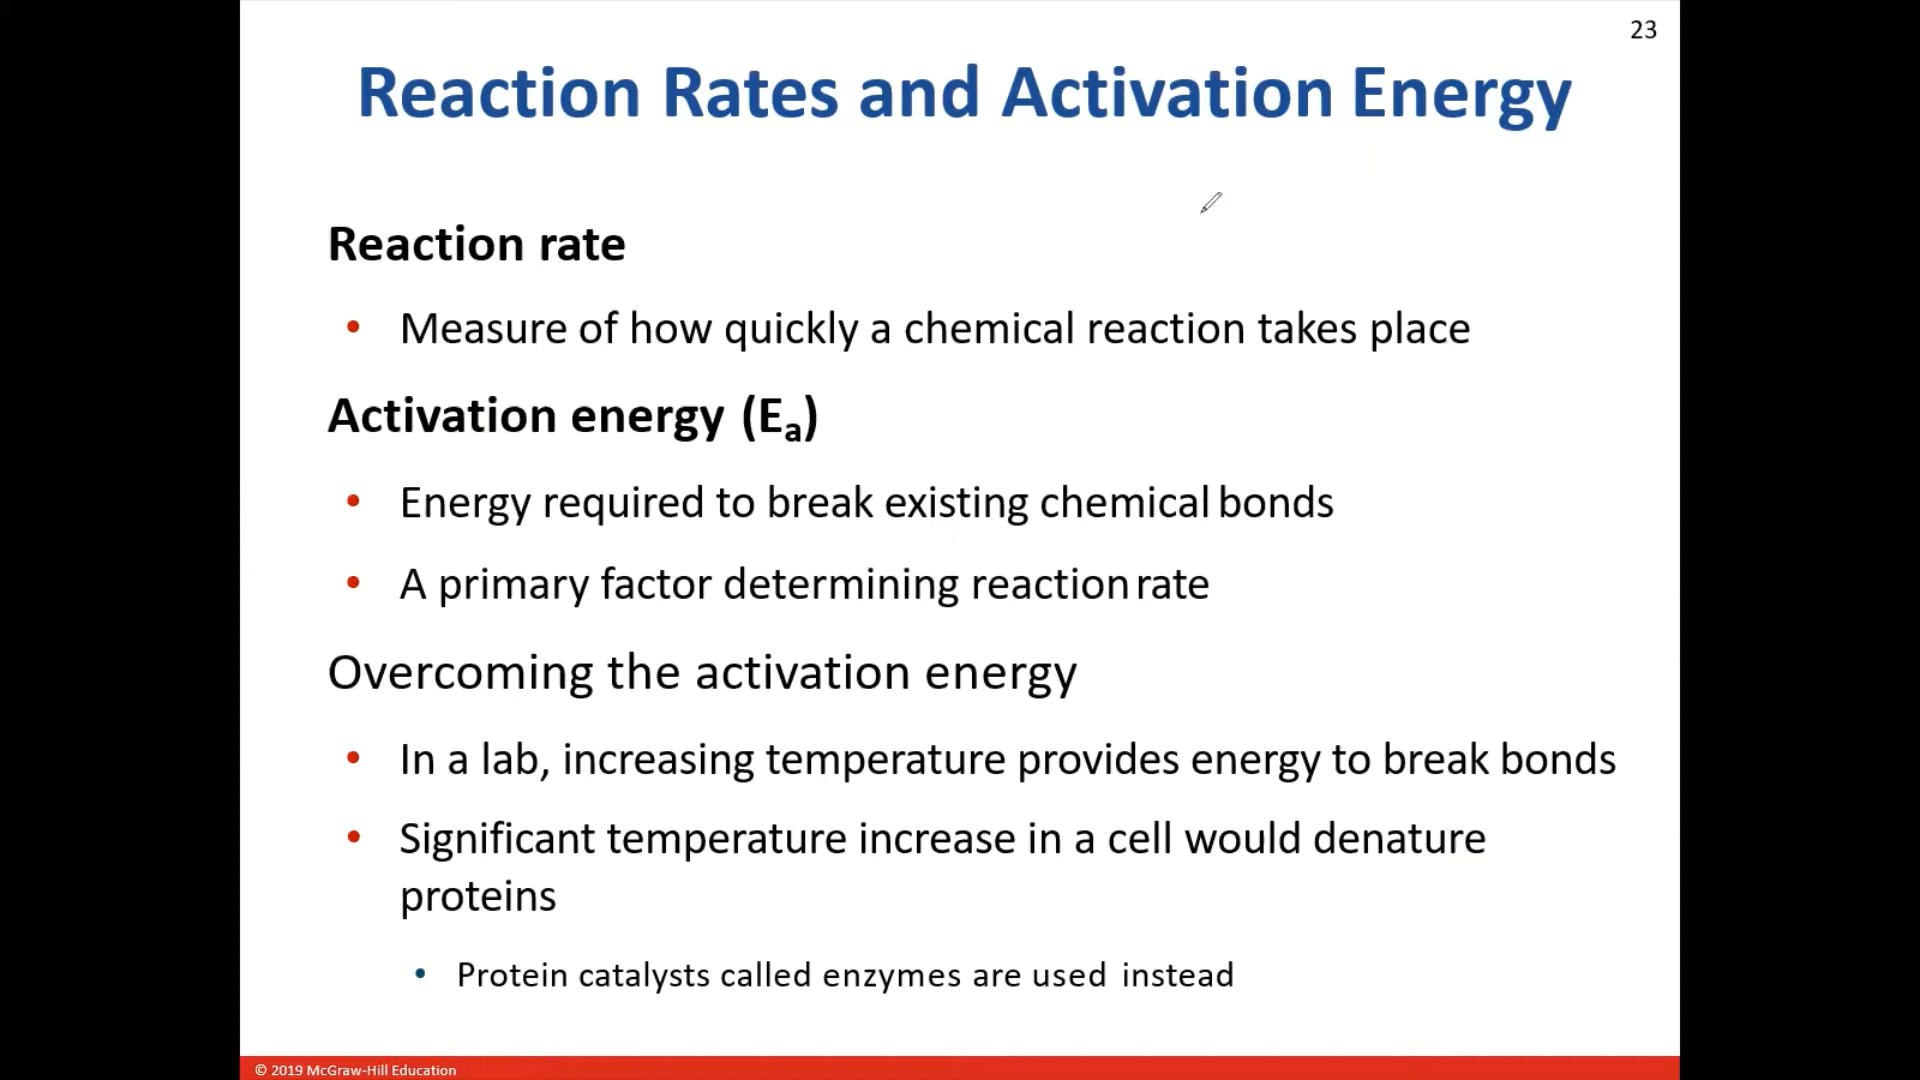 23
Reaction Rates and Activation Energy
Reaction rate
• Measure of how quickly a chemical reaction takes place
Activation energy (Eₐ)
• Energy required to break existing chemical bonds
• A primary factor determining reaction rate
Overcoming the activation energy
• In a lab, increasing temperature provides energy to break bonds
• Significant temperature increase in a cell would denature
proteins
• Protein catalysts called enzymes are used instead
© 2019 McGraw-Hill Education